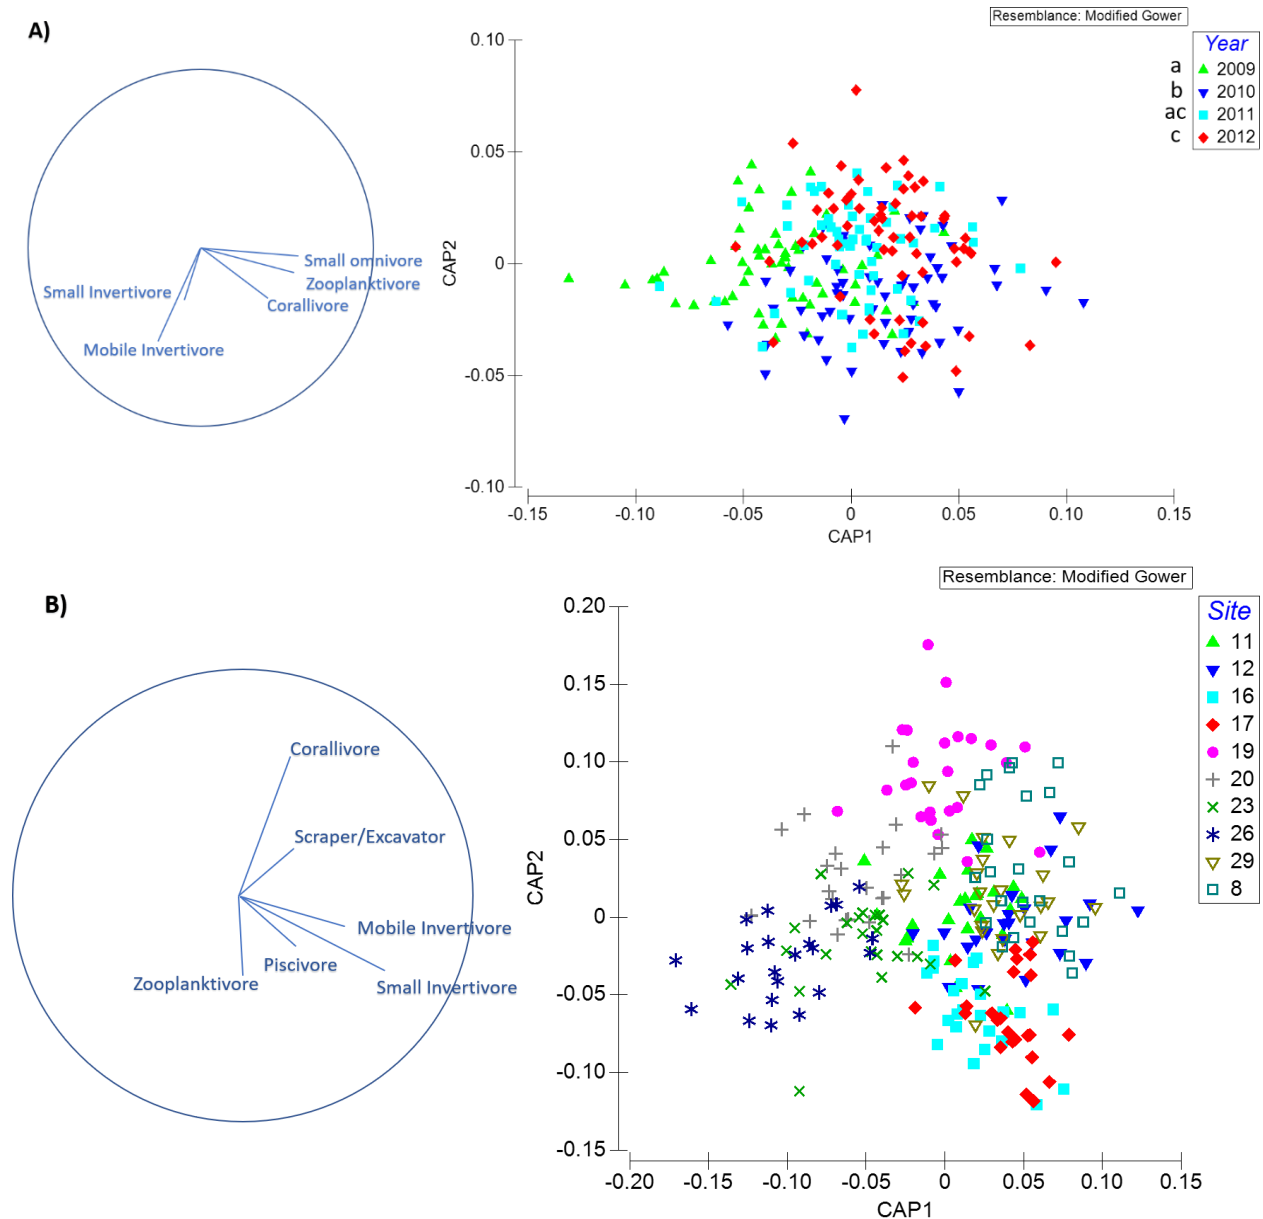 A)
Resemblance: Modified Gower
Year
a 2009
b 2010
ac 2011
c 2012
0.10
0.05
0
-0.05
-0.10
CAP2
-0.15 -0.10 -0.05 0 0.05 0.10 0.15
CAP1
Small omnivore
Zooplanktivore
Small Invertivore
Corallivore
Mobile Invertivore
B)
Resemblance: Modified Gower
Site
11
12
16
17
19
20
23
26
29
8
0.20
0.15
0.10
0.05
0
-0.05
-0.10
-0.15
CAP2
-0.20 -0.15 -0.10 -0.05 0 0.05 0.10 0.15
CAP1
Corallivore
Scraper/Excavator
Mobile Invertivore
Piscivore
Zooplanktivore
Small Invertivore